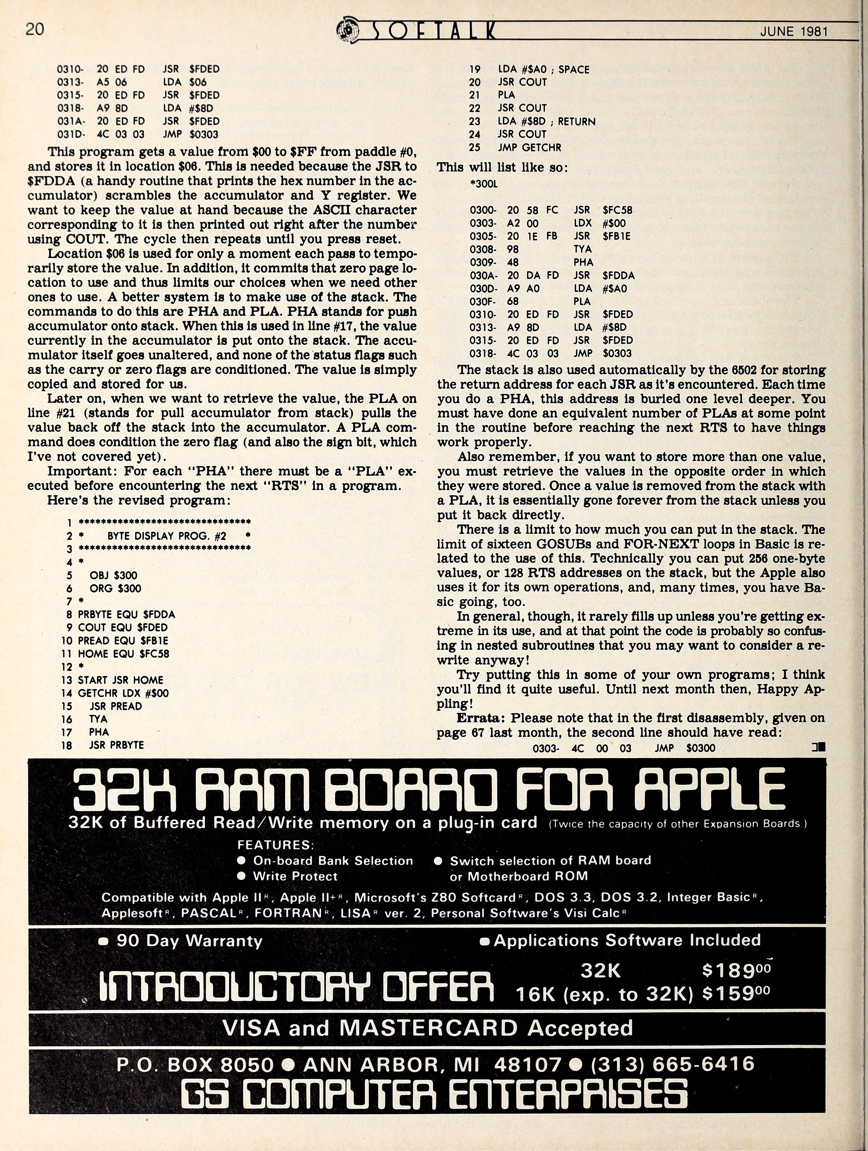 20
SOFTALK
JUNE 1981
0310- 20 ED FD JSR $FDED
0313- A5 06 LDA $06
0315- 20 ED FD JSR $FDED
0318- A9 8D LDA #$8D
031A- 20 ED FD JSR $FDED
031D- 4C 03 03 JMP $0303
This program gets a value from $00 to $FF from paddle #0,
and stores it in location $06. This is needed because the JSR to
$FDDA (a handy routine that prints the hex number in the ac-
cumulator) scrambles the accumulator and Y register. We
want to keep the value at hand because the ASCII character
corresponding to it is then printed out right after the number
using COUT. The cycle then repeats until you press reset.
Location $06 is used for only a moment each pass to tempo-
rarily store the value. In addition, it commits that zero page lo-
cation to use and thus limits our choices when we need other
ones to use. A better system is to make use of the stack. The
commands to do this are PHA and PLA. PHA stands for push
accumulator onto stack. When this is used in line #17, the value
currently in the accumulator is put onto the stack. The accu-
mulator itself goes unaltered, and none of the status flags such
as the carry or zero flags are conditioned. The value is simply
copied and stored for us.
Later on, when we want to retrieve the value, the PLA on
line #21 (stands for pull accumulator from stack) pulls the
value back off the stack into the accumulator. A PLA com-
mand does condition the zero flag (and also the sign bit, which
I've not covered yet).
Important: For each "PHA" there must be a "PLA" ex-
ecuted before encountering the next "RTS" in a program.
Here's the revised program:
1 ******************************
2 * BYTE DISPLAY PROG. #2 *
3 ******************************
4 *
5 OBJ $300
6 ORG $300
7 *
8 PRBYTE EQU $FDDA
9 COUT EQU $FDED
10 PREAD EQU $FB1E
11 HOME EQU $FC58
12 *
13 START JSR HOME
14 GETCHR LDX #$00
15 JSR PREAD
16 TYA
17 PHA
18 JSR PRBYTE
19 LDA #$A0 ; SPACE
20 JSR COUT
21 PLA
22 JSR COUT
23 LDA #$8D ; RETURN
24 JSR COUT
25 JMP GETCHR
This will list like so:
*300L
0300- 20 58 FC JSR $FC58
0303- A2 00 LDX #$00
0305- 20 1E FB JSR $FB1E
0308- 98 TYA
0309- 48 PHA
030A- 20 DA FD JSR $FDDA
030D- A9 A0 LDA #$A0
030F- 68 PLA
0310- 20 ED FD JSR $FDED
0313- A9 8D LDA #$8D
0315- 20 ED FD JSR $FDED
0318- 4C 03 03 JMP $0303
The stack is also used automatically by the 6502 for storing
the return address for each JSR as it's encountered. Each time
you do a PHA, this address is buried one level deeper. You
must have done an equivalent number of PLAs at some point
in the routine before reaching the next RTS to have things
work properly.
Also remember, if you want to store more than one value,
you must retrieve the values in the opposite order in which
they were stored. Once a value is removed from the stack with
a PLA, it is essentially gone forever from the stack unless you
put it back directly.
There is a limit to how much you can put in the stack. The
limit of sixteen GOSUBs and FOR-NEXT loops in Basic is re-
lated to the use of this. Technically you can put 256 one-byte
values, or 128 RTS addresses on the stack, but the Apple also
uses it for its own operations, and, many times, you have Ba-
sic going, too.
In general, though, it rarely fills up unless you're getting ex-
treme in its use, and at that point the code is probably so confus-
ing in nested subroutines that you may want to consider a re-
write anyway!
Try putting this in some of your own programs; I think
you'll find it quite useful. Until next month then, Happy Ap-
pling!
Errata: Please note that in the first disassembly, given on
page 67 last month, the second line should have read:
0303- 4C 00 03 JMP $0300
32K RAM BOARD FOR APPLE
32K of Buffered Read/Write memory on a plug-in card (Twice the capacity of other Expansion Boards.)
FEATURES:
● On-board Bank Selection ● Switch selection of RAM board
● Write Protect or Motherboard ROM
Compatible with Apple II®, Apple II+®, Microsoft's Z80 Softcard®, DOS 3.3, DOS 3.2, Integer Basic®,
Applesoft®, PASCAL®, FORTRAN®, LISA® ver. 2, Personal Software's Visi Calc®
● 90 Day Warranty ● Applications Software Included
INTRODUCTORY OFFER
32K $189.00
16K (exp. to 32K) $159.00
VISA and MASTERCARD Accepted
P.O. BOX 8050 ● ANN ARBOR, MI 48107 ● (313) 665-6416
GS COMPUTER ENTERPRISES